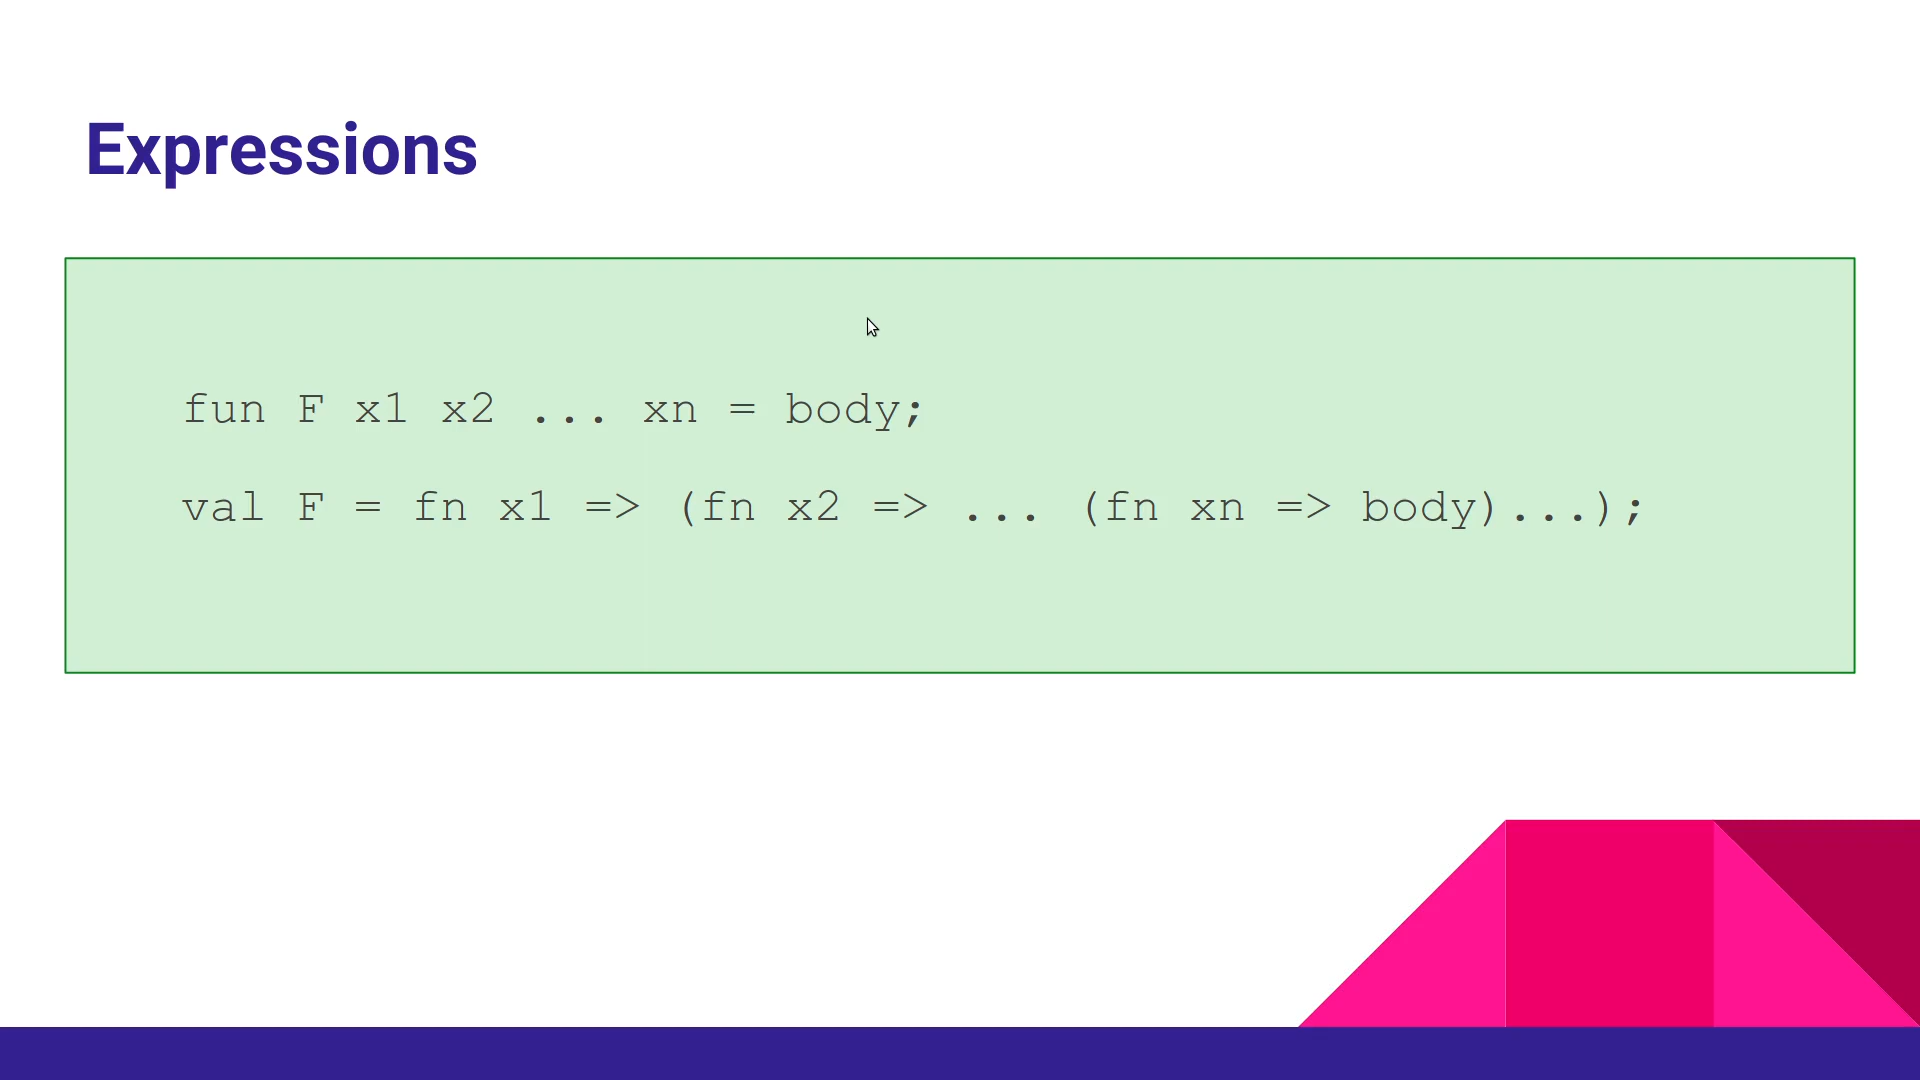 Expressions
fun F x1 x2 ... xn = body;
val F = fn x1 => (fn x2 => ... (fn xn => body)...);